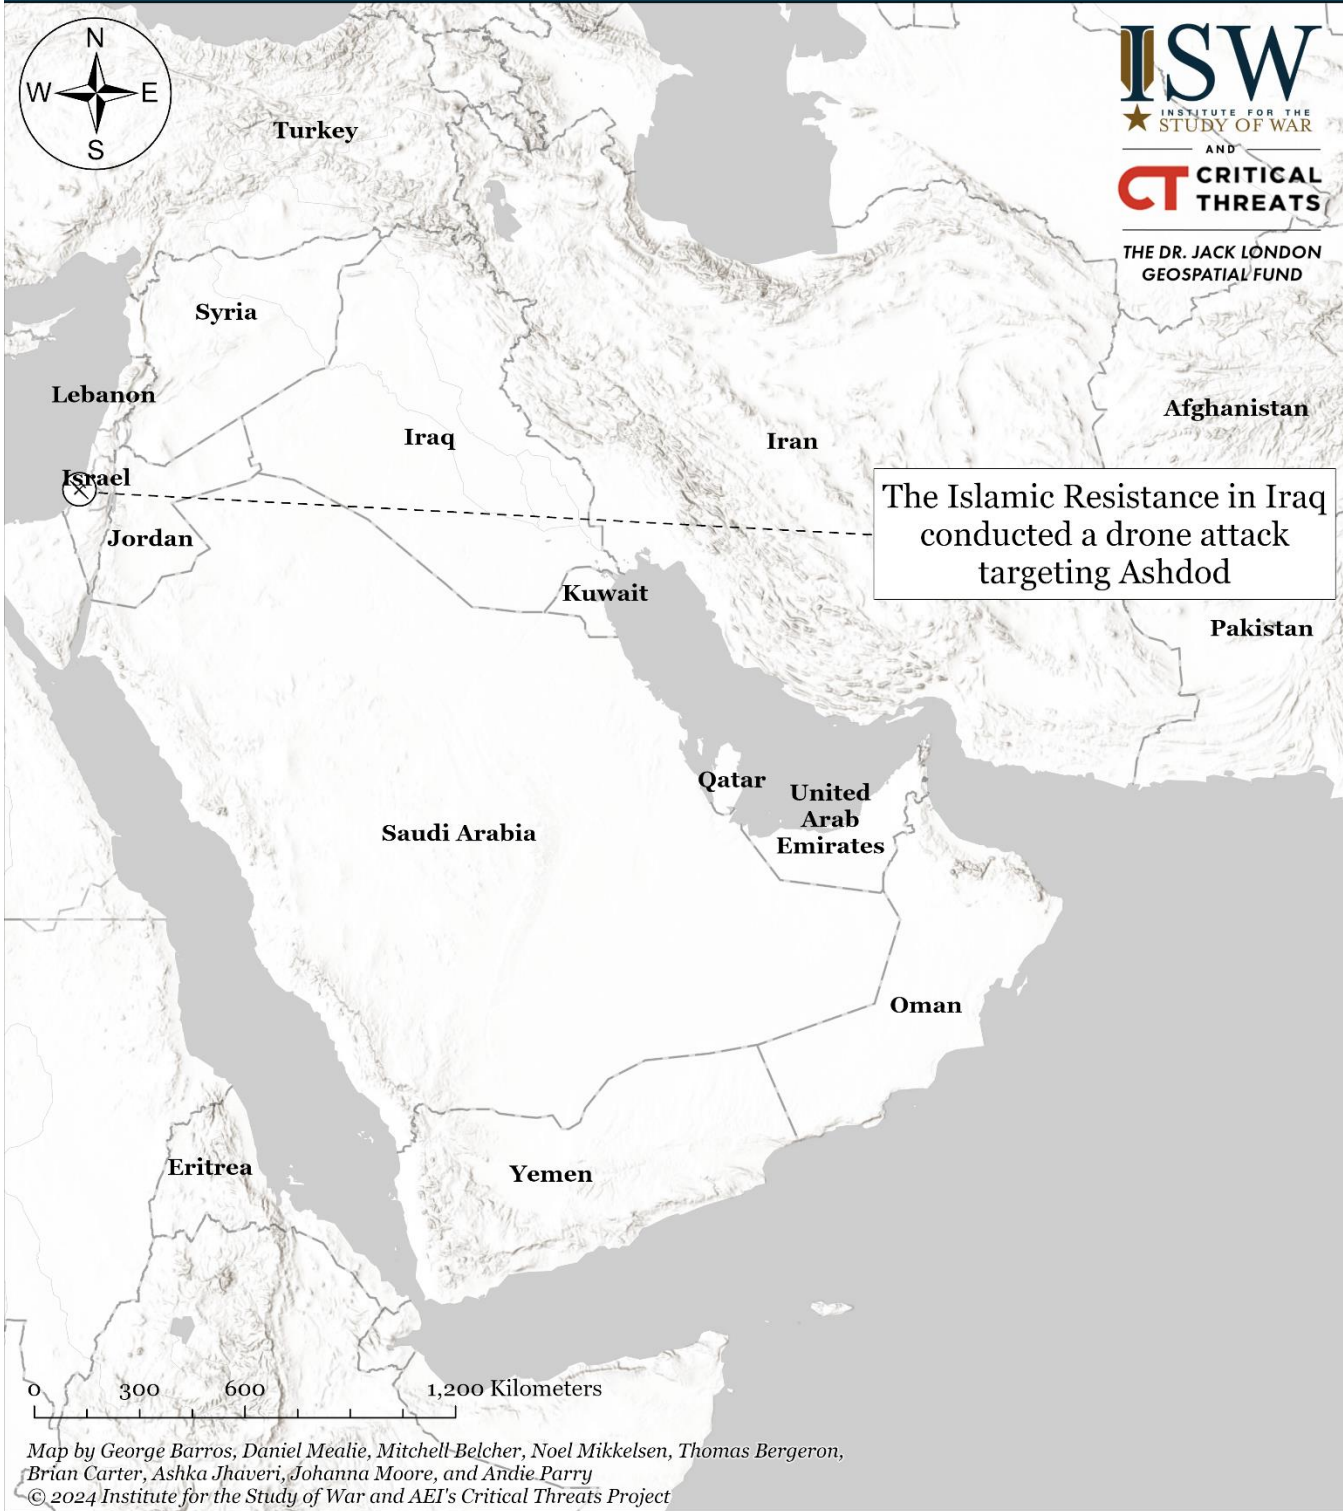 N
W
E
S
ISW
INSTITUTE FOR THE
STUDY OF WAR
AND
CT CRITICAL
THREATS
THE DR. JACK LONDON
GEOSPATIAL FUND
Turkey
Syria
Lebanon
Afghanistan
Iraq
Iran
Israel
The Islamic Resistance in Iraq
conducted a drone attack
targeting Ashdod
Jordan
Kuwait
Pakistan
Qatar
United
Arab
Emirates
Saudi Arabia
Oman
Eritrea
Yemen
0 300 600 1,200 Kilometers
Map by George Barros, Daniel Mealie, Mitchell Belcher, Noel Mikkelsen, Thomas Bergeron,
Brian Carter, Ashka Jhaveri, Johanna Moore, and Andie Parry
© 2024 Institute for the Study of War and AEI's Critical Threats Project